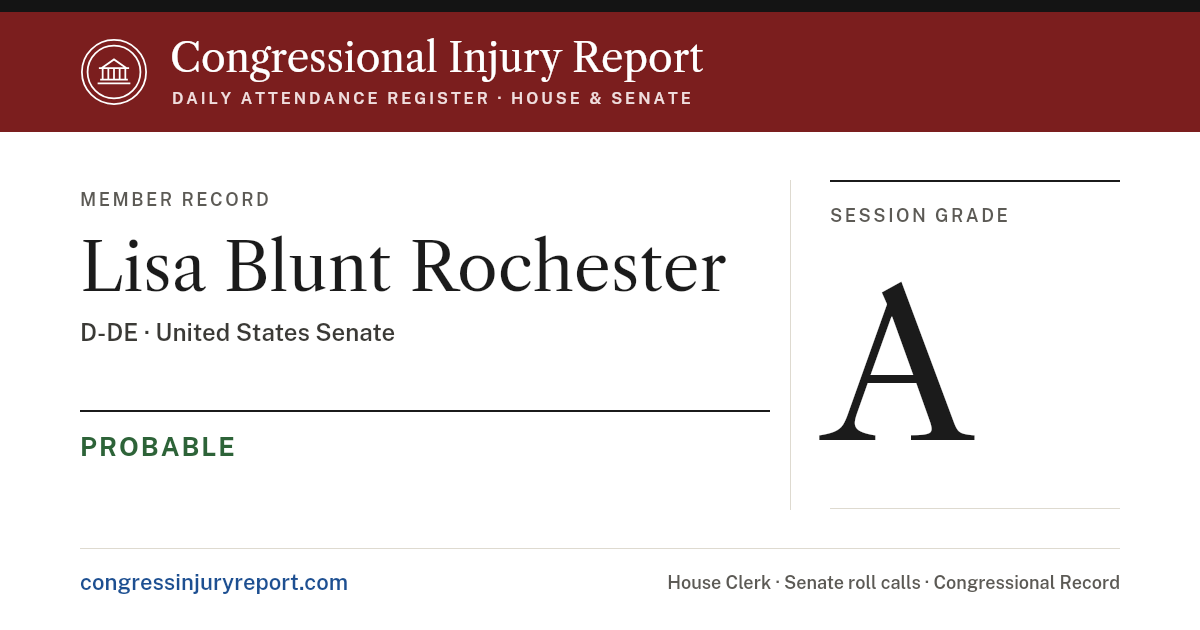 Congressional Injury Report
DAILY ATTENDANCE REGISTER · HOUSE & SENATE
MEMBER RECORD
Lisa Blunt Rochester
D-DE · United States Senate
PROBABLE
SESSION GRADE
A
congressinjuryreport.com
House Clerk · Senate roll calls · Congressional Record